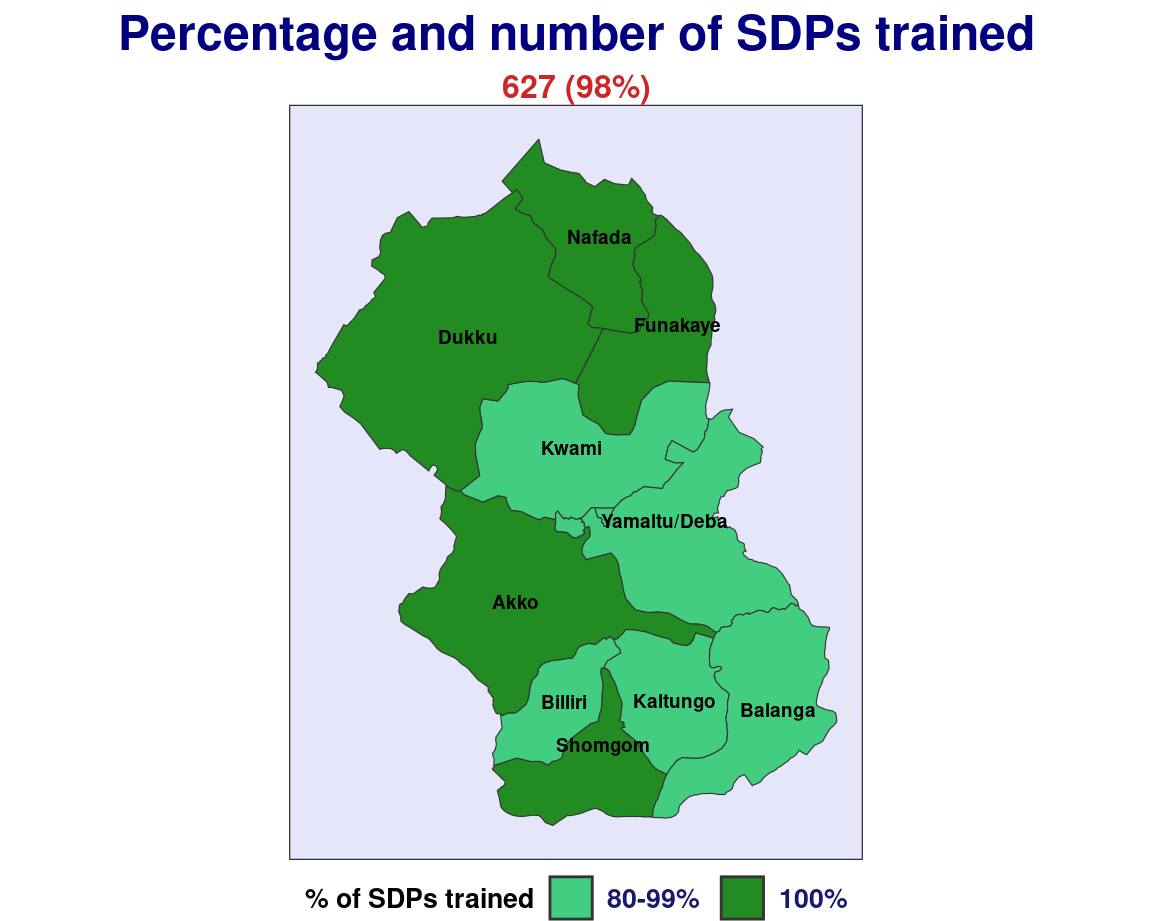 Percentage and number of SDPs trained
627 (98%)
Nafada
Funakaye
Dukku
Kwami
Yamaltu/Deba
Akko
Billiri
Kaltungo
Balanga
Shomgom
% of SDPs trained 80-99% 100%